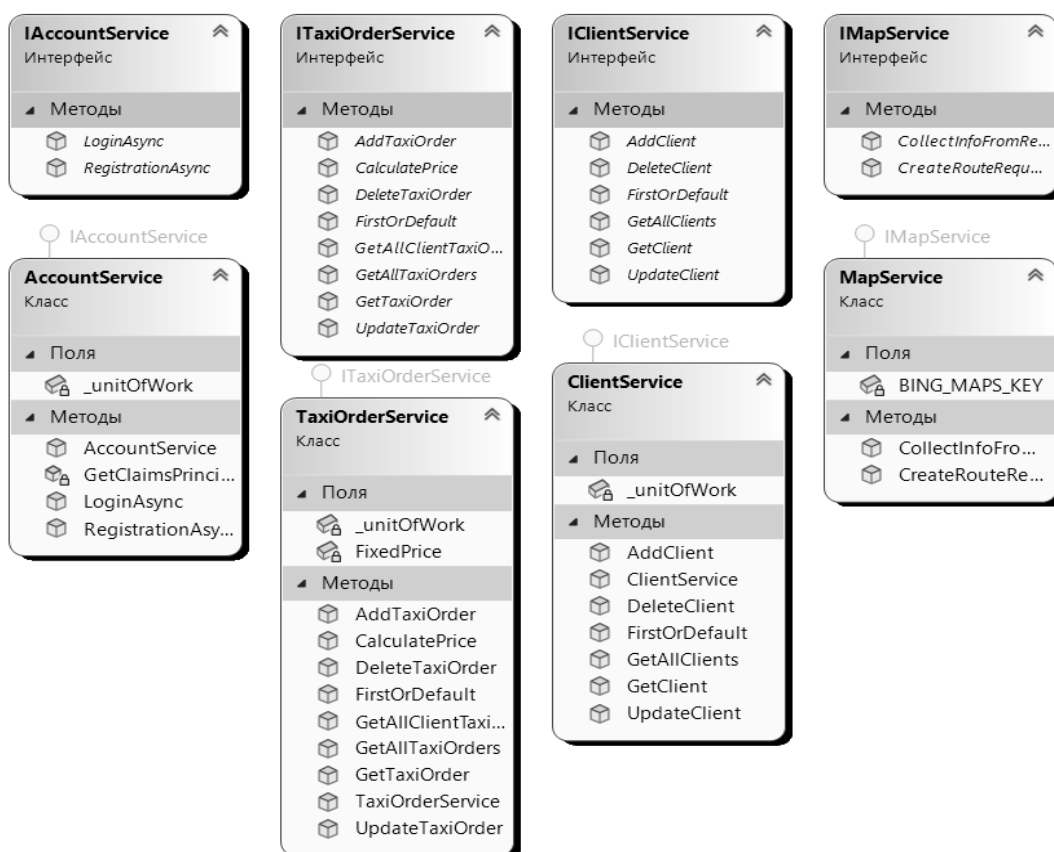 IAccountService
Интерфейс
Методы
LoginAsync
RegistrationAsync
ITaxiOrderService
Интерфейс
Методы
AddTaxiOrder
CalculatePrice
DeleteTaxiOrder
FirstOrDefault
GetAllClientTaxiO...
GetAllTaxiOrders
GetTaxiOrder
UpdateTaxiOrder
IClientService
Интерфейс
Методы
AddClient
DeleteClient
FirstOrDefault
GetAllClients
GetClient
UpdateClient
IMapService
Интерфейс
Методы
CollectInfoFromRe...
CreateRouteRequ...
IAccountService
AccountService
Класс
Поля
_unitOfWork
Методы
AccountService
GetClaimsPrinci...
LoginAsync
RegistrationAsy...
ITaxiOrderService
TaxiOrderService
Класс
Поля
_unitOfWork
FixedPrice
Методы
AddTaxiOrder
CalculatePrice
DeleteTaxiOrder
FirstOrDefault
GetAllClientTaxi...
GetAllTaxiOrders
GetTaxiOrder
TaxiOrderService
UpdateTaxiOrder
IClientService
ClientService
Класс
Поля
_unitOfWork
Методы
AddClient
ClientService
DeleteClient
FirstOrDefault
GetAllClients
GetClient
UpdateClient
IMapService
MapService
Класс
Поля
BING_MAPS_KEY
Методы
CollectInfoFro...
CreateRouteRe...